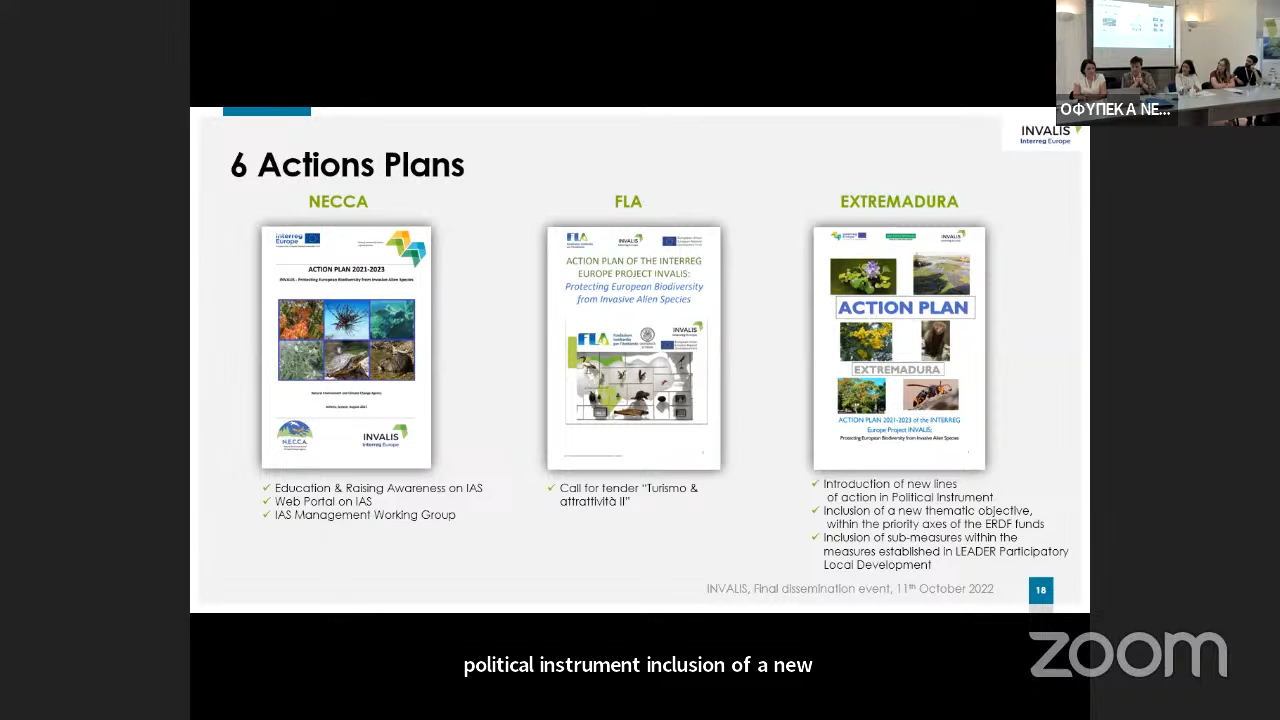 ΟΦΥΠΕΚΑ ΝΕ...
INVALIS
Interreg Europe
6 Actions Plans
NECCA
FLA
EXTREMADURA
Interreg
Europe
ACTION PLAN 2021-2023
INVALIS - Protecting European Biodiversity from Invasive Alien Species
Natural Environment and Climate Change Agency
Athens, Greece, August 2021
N.E.C.C.A.
INVALIS
Interreg Europe
FLA
INVALIS
ACTION PLAN OF THE INTERREG
EUROPE PROJECT INVALIS:
Protecting European Biodiversity
from Invasive Alien Species
FLA
INVALIS
INVALIS
ACTION PLAN
EXTREMADURA
ACTION PLAN 2021-2023 of the INTERREG
Europe Project INVALIS:
Protecting European Biodiversity from Invasive Alien Species
✓ Education & Raising Awareness on IAS
✓ Web Portal on IAS
✓ IAS Management Working Group
✓ Call for tender “Turismo &
attrattività II”
✓ Introduction of new lines
of action in Political Instrument
✓ Inclusion of a new thematic objective,
within the priority axes of the ERDF funds
✓ Inclusion of sub-measures within the
measures established in LEADER Participatory
Local Development
INVALIS, Final dissemination event, 11th October 2022
18
political instrument inclusion of a new
zoom